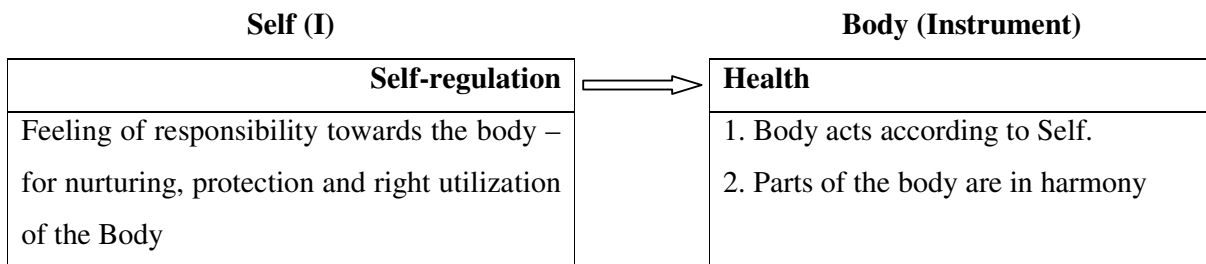 Self (I)
Body (Instrument)
Self-regulation
Health
Feeling of responsibility towards the body –
for nurturing, protection and right utilization
of the Body
1. Body acts according to Self.
2. Parts of the body are in harmony